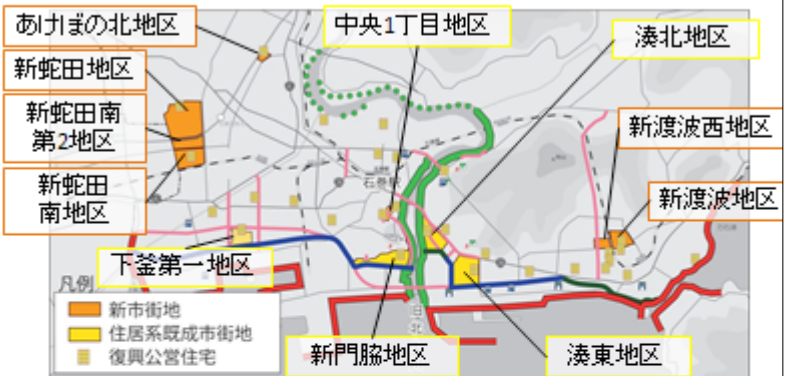 あけぼの北地区
中央1丁目地区
湊北地区
新蛇田地区
新蛇田南
第2地区
新渡波西地区
新蛇田
南地区
石巻駅
新渡波地区
下釜第一地区
凡例
新市街地
住居系既成市街地
復興公営住宅
旧北
新門脇地区
湊東地区